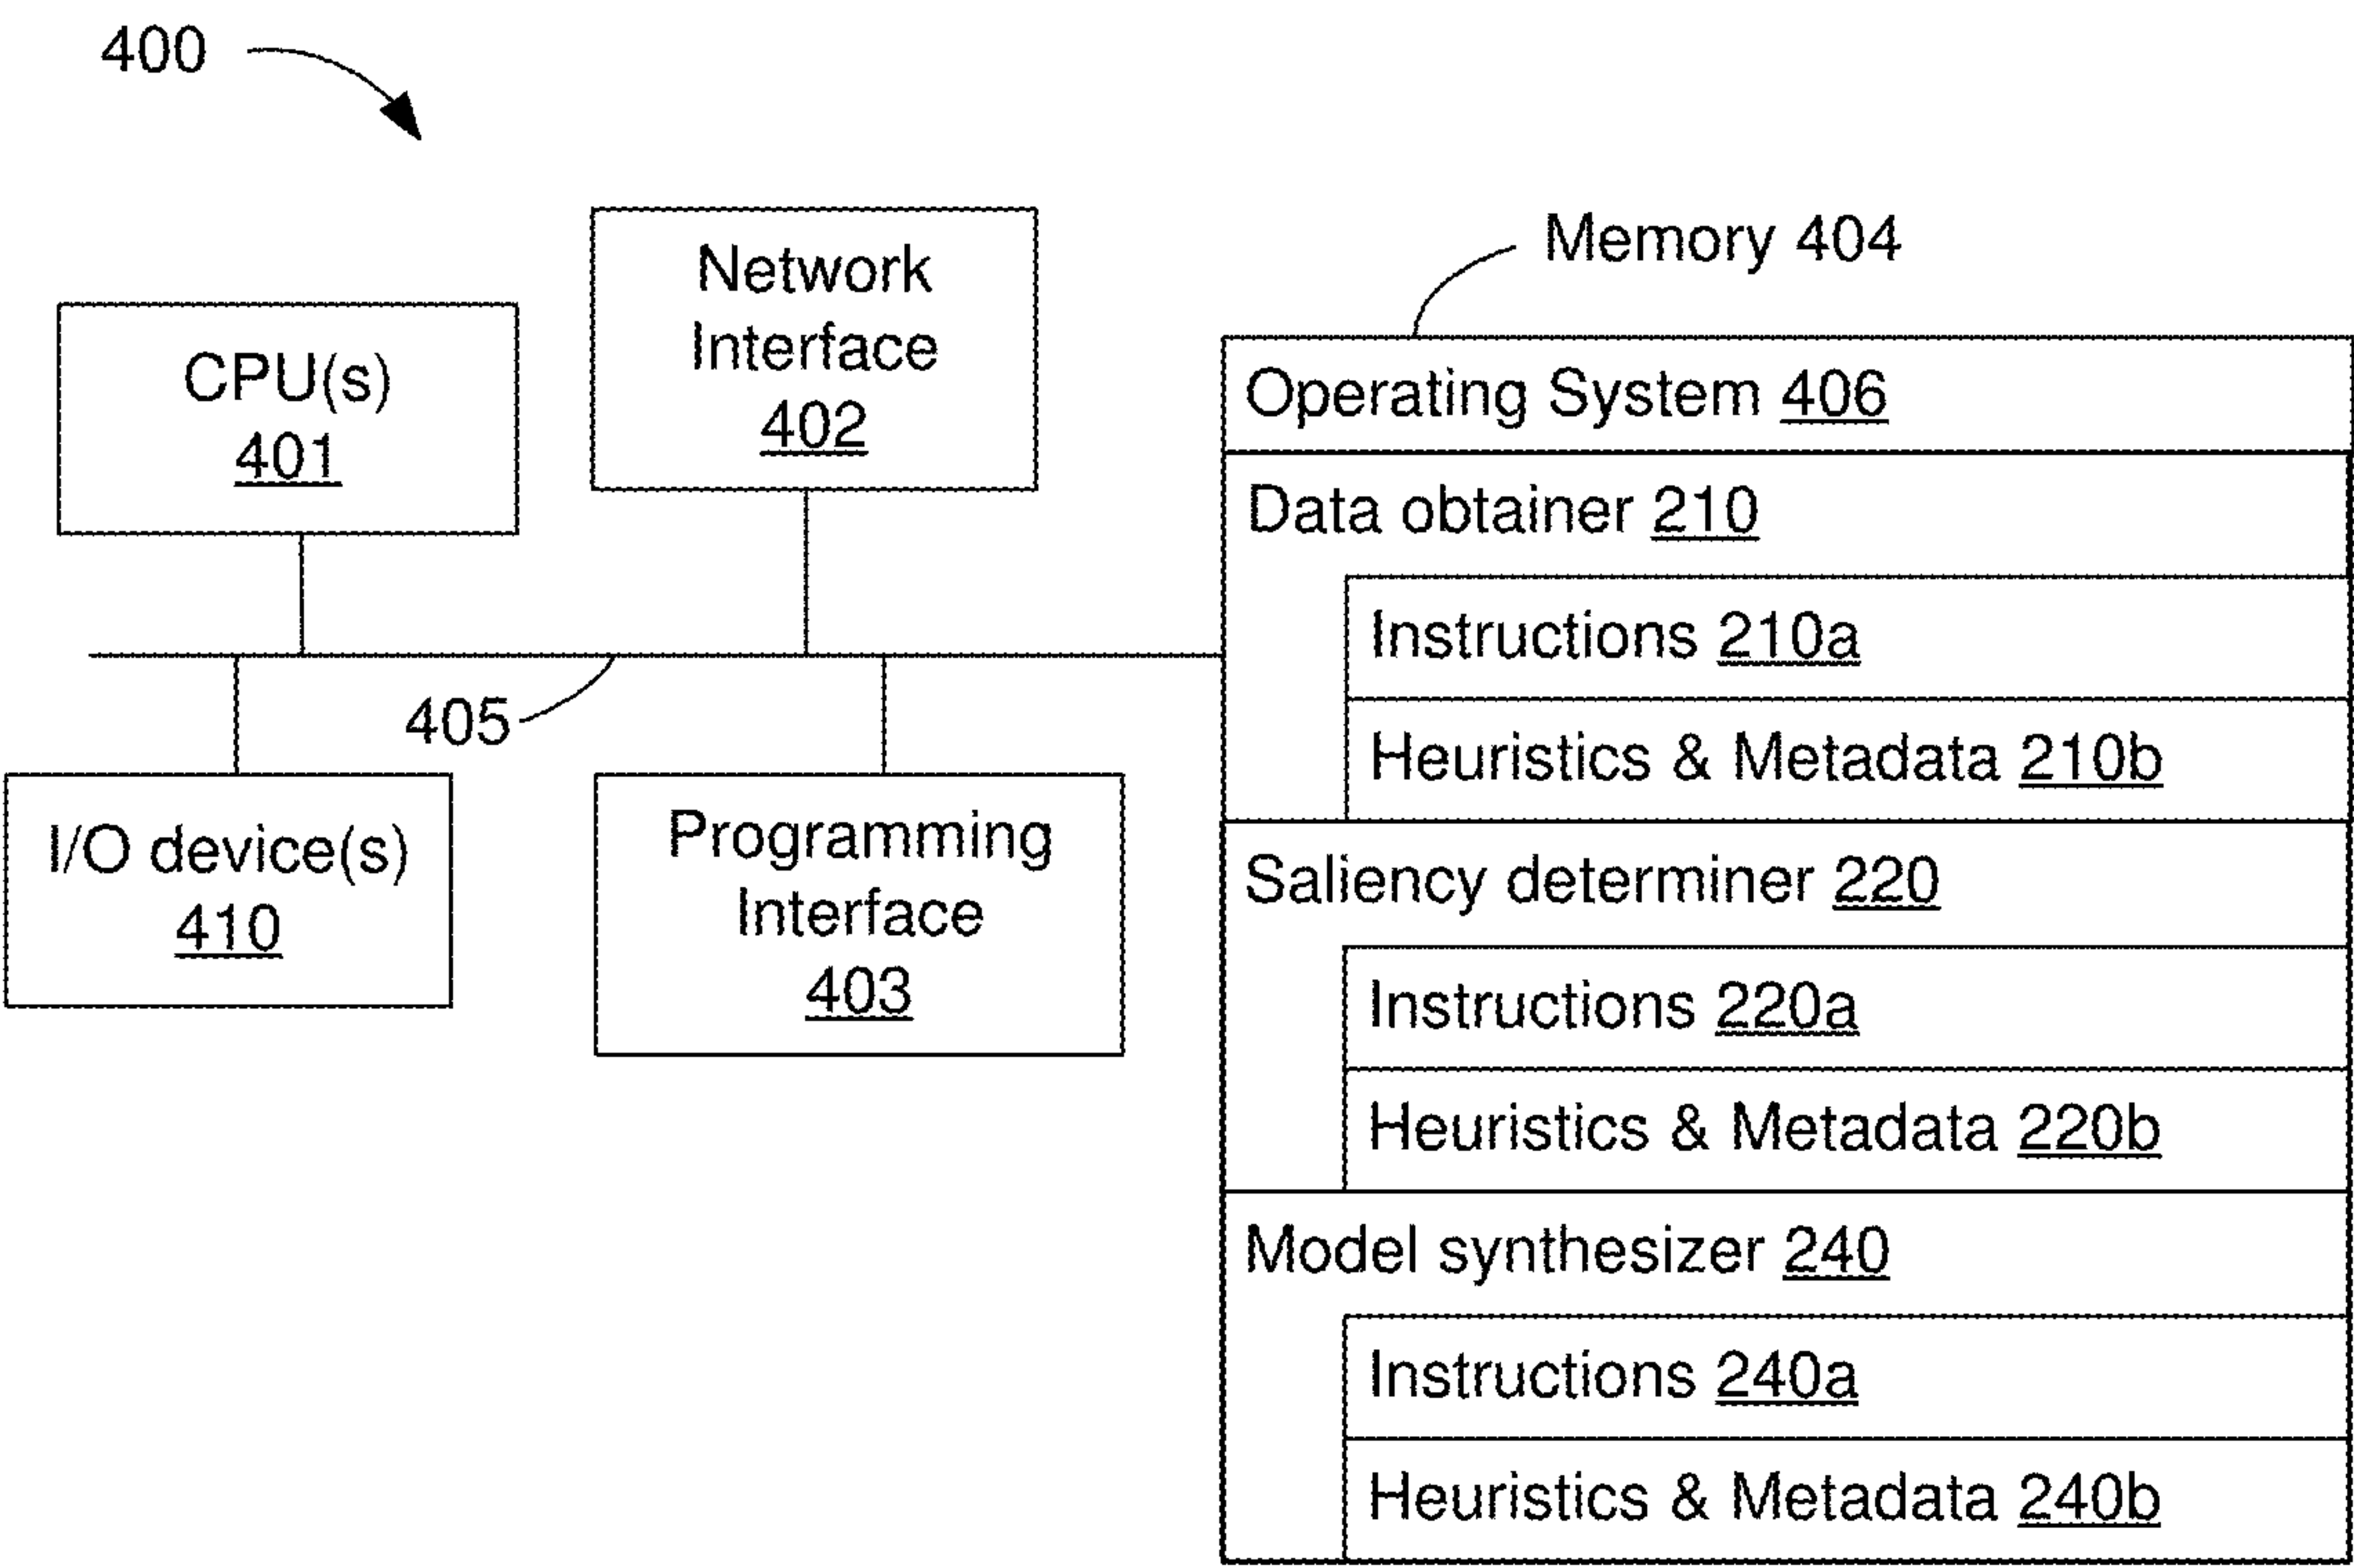 400
Network
Interface
402
CPU(s)
401
405
I/O device(s)
410
Programming
Interface
403
Memory 404
Operating System 406
Data obtainer 210
Instructions 210a
Heuristics & Metadata 210b
Saliency determiner 220
Instructions 220a
Heuristics & Metadata 220b
Model synthesizer 240
Instructions 240a
Heuristics & Metadata 240b